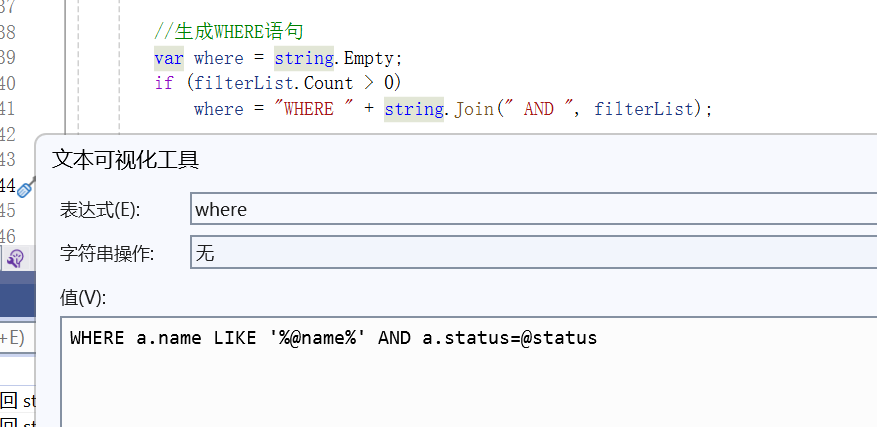 37
38 //生成WHERE语句
39 var where = string.Empty;
40 if (filterList.Count > 0)
41 where = "WHERE " + string.Join(" AND ", filterList);
42
43 文本可视化工具
44
45 表达式(E): where
46
字符串操作: 无
值(V):
+E)
WHERE a.name LIKE '%@name%' AND a.status=@status
回 st
回 st